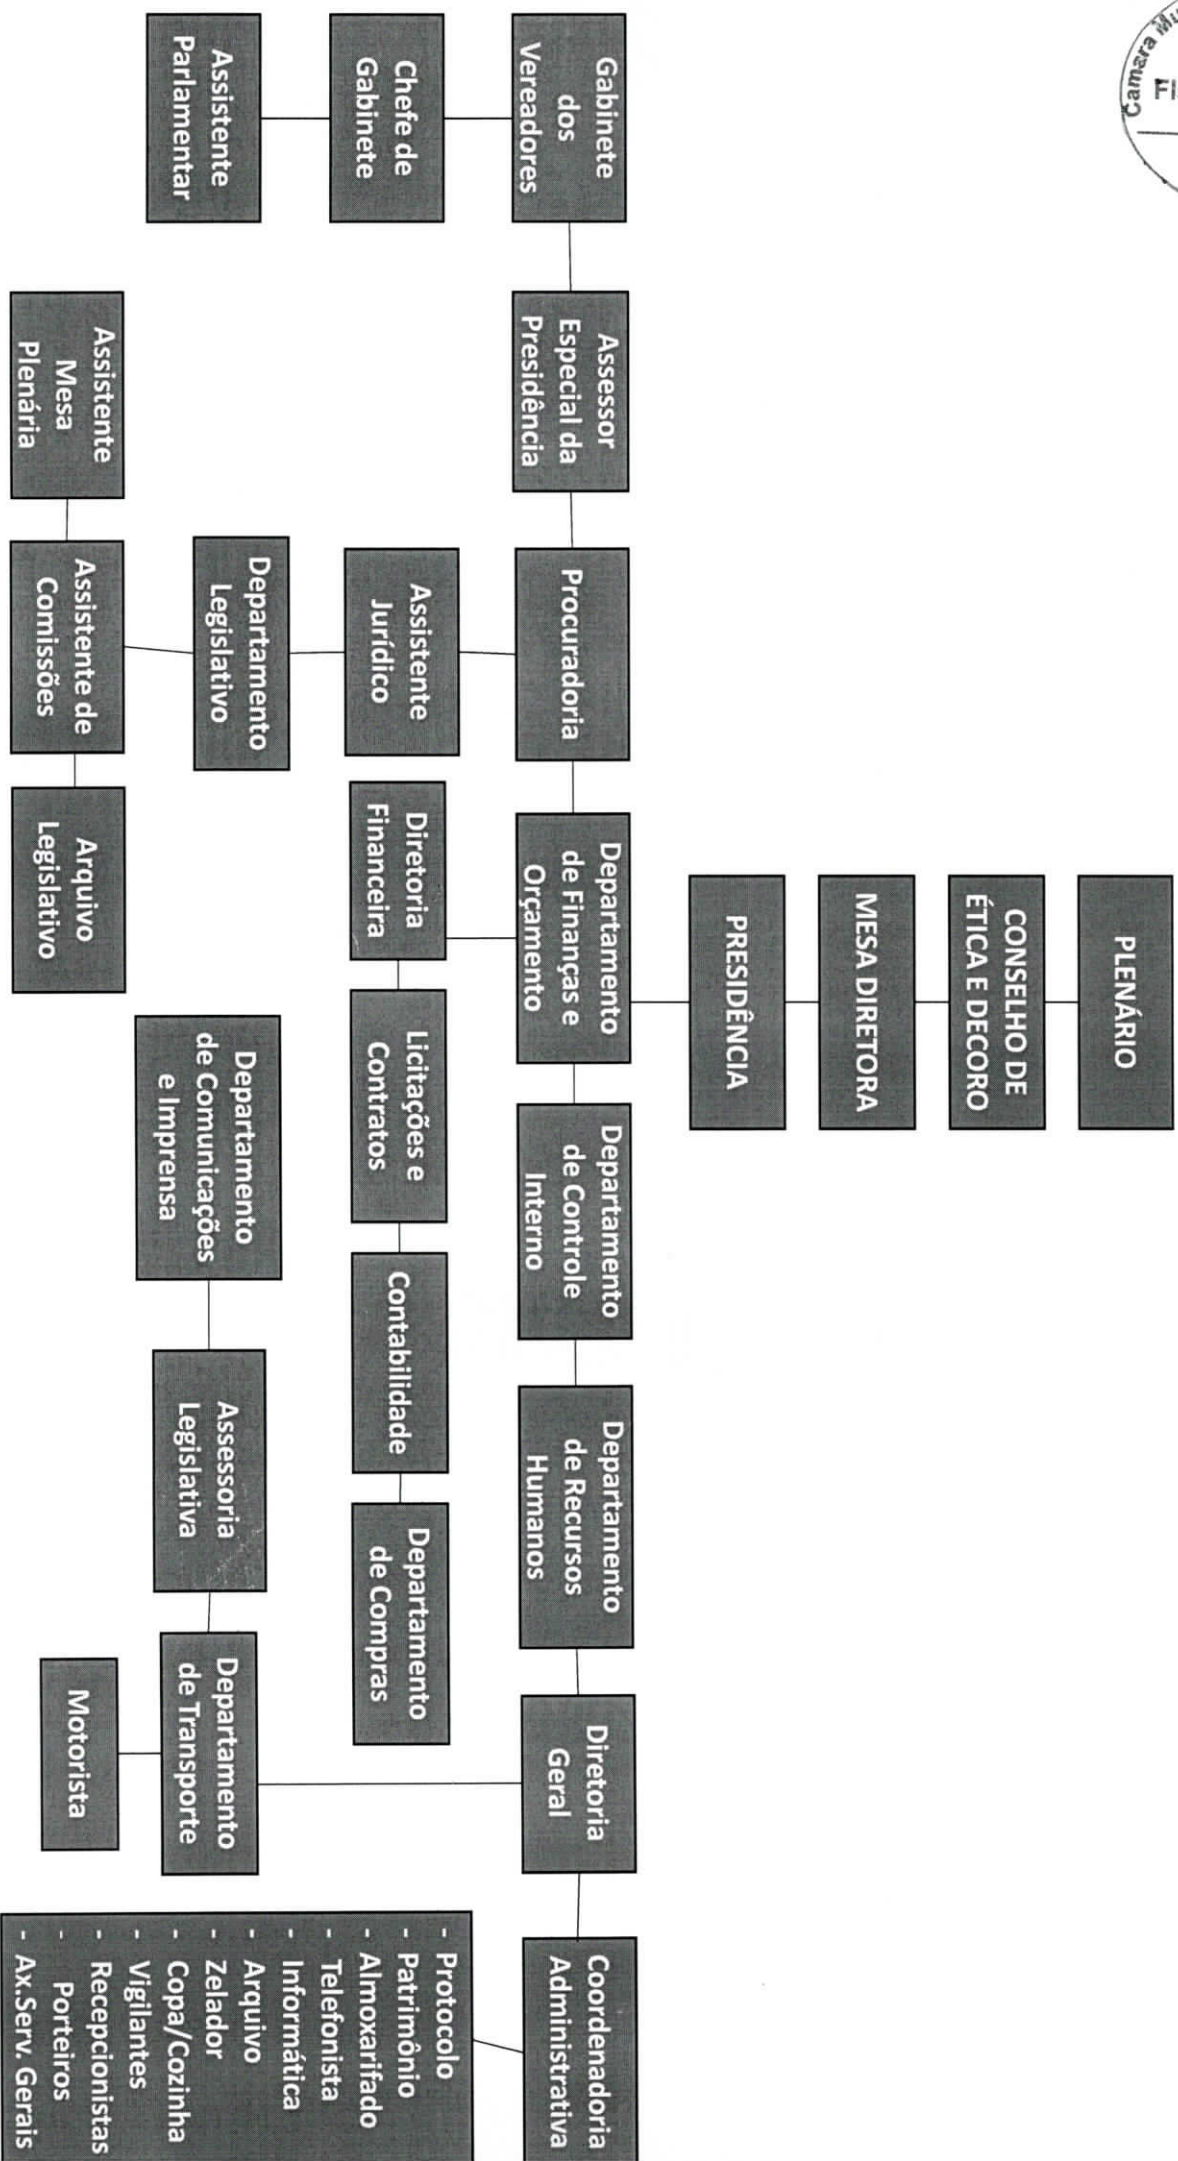 Camara
PLENÁRIO
CONSELHO DE
ÉTICA E DECORO
MESA DIRETORA
PRESIDÊNCIA
Gabinete
dos
Vereadores
Assessor
Especial da
Presidência
Procuradoria
Departamento
de Finanças e
Orçamento
Departamento
de Controle
Interno
Departamento
de Recursos
Humanos
Diretoria
Geral
Coordenadoria
Administrativa
Chefe de
Gabinete
Assistente
Jurídico
Diretoria
Financeira
Licitações e
Contratos
Contabilidade
Departamento
de Compras
- Protocolo
- Patrimônio
- Almoxarifado
- Telefonista
- Informática
- Arquivo
- Zelador
- Copa/Cozinha
- Vigilantes
- Recepcionistas
- Porteiros
- Ax.Serv. Gerais
Assistente
Parlamentar
Departamento
Legislativo
Departamento
de Comunicações
e Imprensa
Assessoria
Legislativa
Departamento
de Transporte
Assistente
Mesa
Plenária
Assistente de
Comissões
Arquivo
Legislativo
Motorista